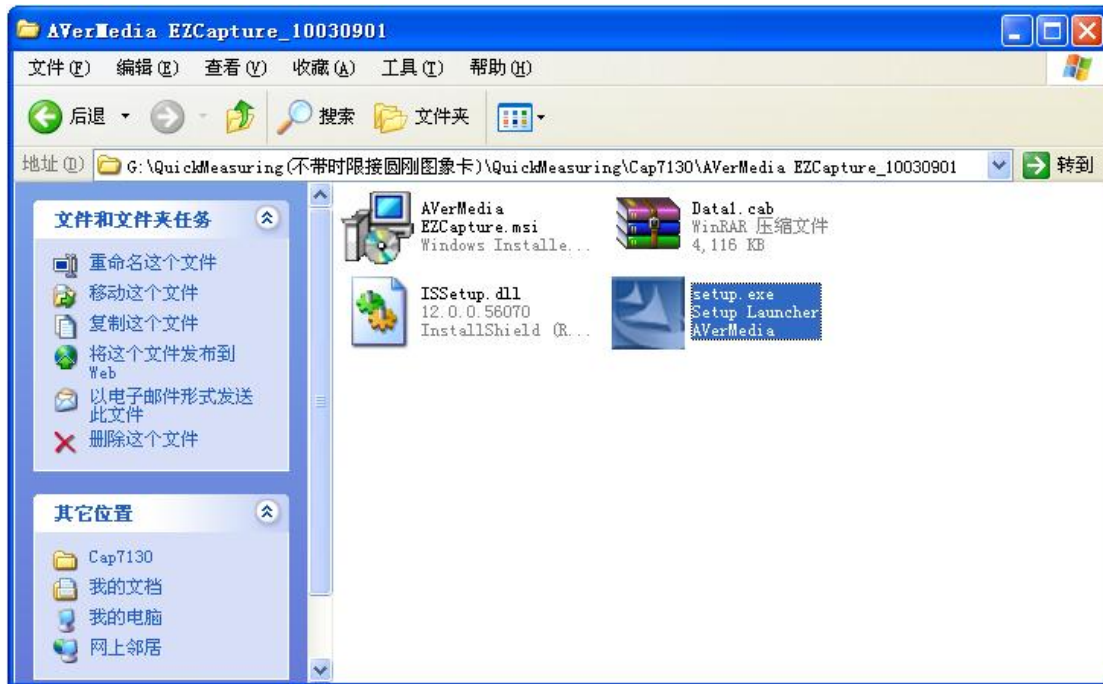 AVerMedia EZCapture_10030901
文件(F) 编辑(E) 查看(V) 收藏(A) 工具(T) 帮助(H)
后退 搜索 文件夹
地址(D) G:\QuickMeasuring(不带时限接圆刚图象卡)\QuickMeasuring\Cap7130\AVerMedia EZCapture_10030901 转到
文件和文件夹任务
重命名这个文件
移动这个文件
复制这个文件
将这个文件发布到
Web
以电子邮件形式发送
此文件
删除这个文件
其它位置
Cap7130
我的文档
我的电脑
网上邻居
AVerMedia
EZCapture.msi
Windows Installe...
Data1.cab
WinRAR 压缩文件
4,116 KB
ISSetup.dll
12.0.0.56070
InstallShield (R...
setup.exe
Setup Launcher
AVerMedia